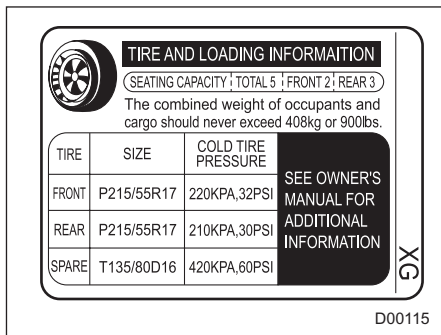 TIRE AND LOADING INFORMAITION
SEATING CAPACITY TOTAL 5 FRONT 2 REAR 3
The combined weight of occupants and
cargo should never exceed 408kg or 900lbs.
TIRE SIZE COLD TIRE PRESSURE
FRONT P215/55R17 220KPA,32PSI
REAR P215/55R17 210KPA,30PSI
SPARE T135/80D16 420KPA,60PSI
SEE OWNER'S
MANUAL FOR
ADDITIONAL
INFORMATION
XG
D00115